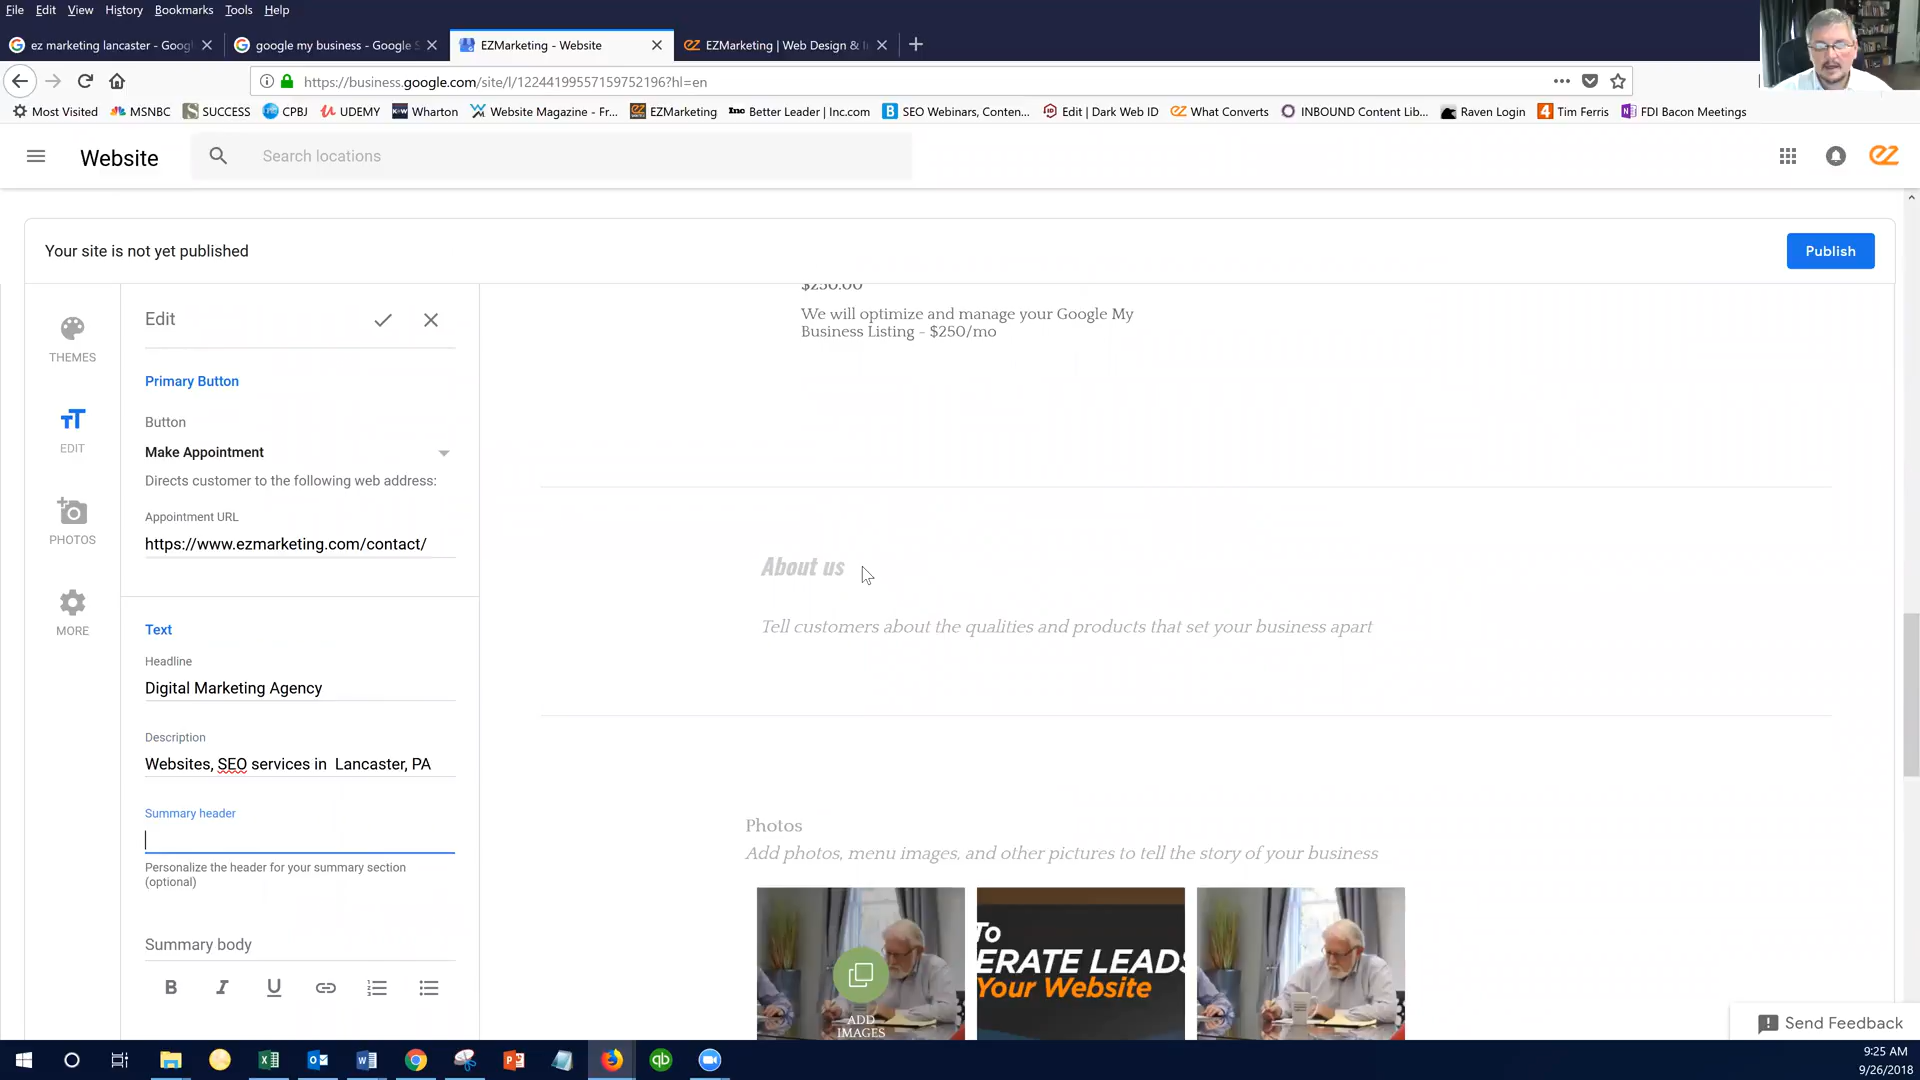 File Edit View History Bookmarks Tools Help
ez marketing lancaster - Goog
google my business - Google S
EZMarketing - Website
EZMarketing | Web Design & I
https://business.google.com/site/l/12244199557159752196?hl=en
Most Visited MSNBC SUCCESS CPBJ UDEMY Wharton Website Magazine - Fr... EZMarketing Inc Better Leader | Inc.com SEO Webinars, Conten... Edit | Dark Web ID What Converts INBOUND Content Lib... Raven Login Tim Ferris FDI Bacon Meetings
Website
Search locations
Your site is not yet published
Publish
THEMES
EDIT
PHOTOS
MORE
Edit
Primary Button
Button
Make Appointment
Directs customer to the following web address:
Appointment URL
https://www.ezmarketing.com/contact/
Text
Headline
Digital Marketing Agency
Description
Websites, SEO services in  Lancaster, PA
Summary header
Personalize the header for your summary section
(optional)
Summary body
B I U
$250.00
We will optimize and manage your Google My
Business Listing - $250/mo
About us
Tell customers about the qualities and products that set your business apart
Photos
Add photos, menu images, and other pictures to tell the story of your business
ADD
IMAGES
To
ERATE LEADS
Your Website
Send Feedback
9:25 AM
9/26/2018